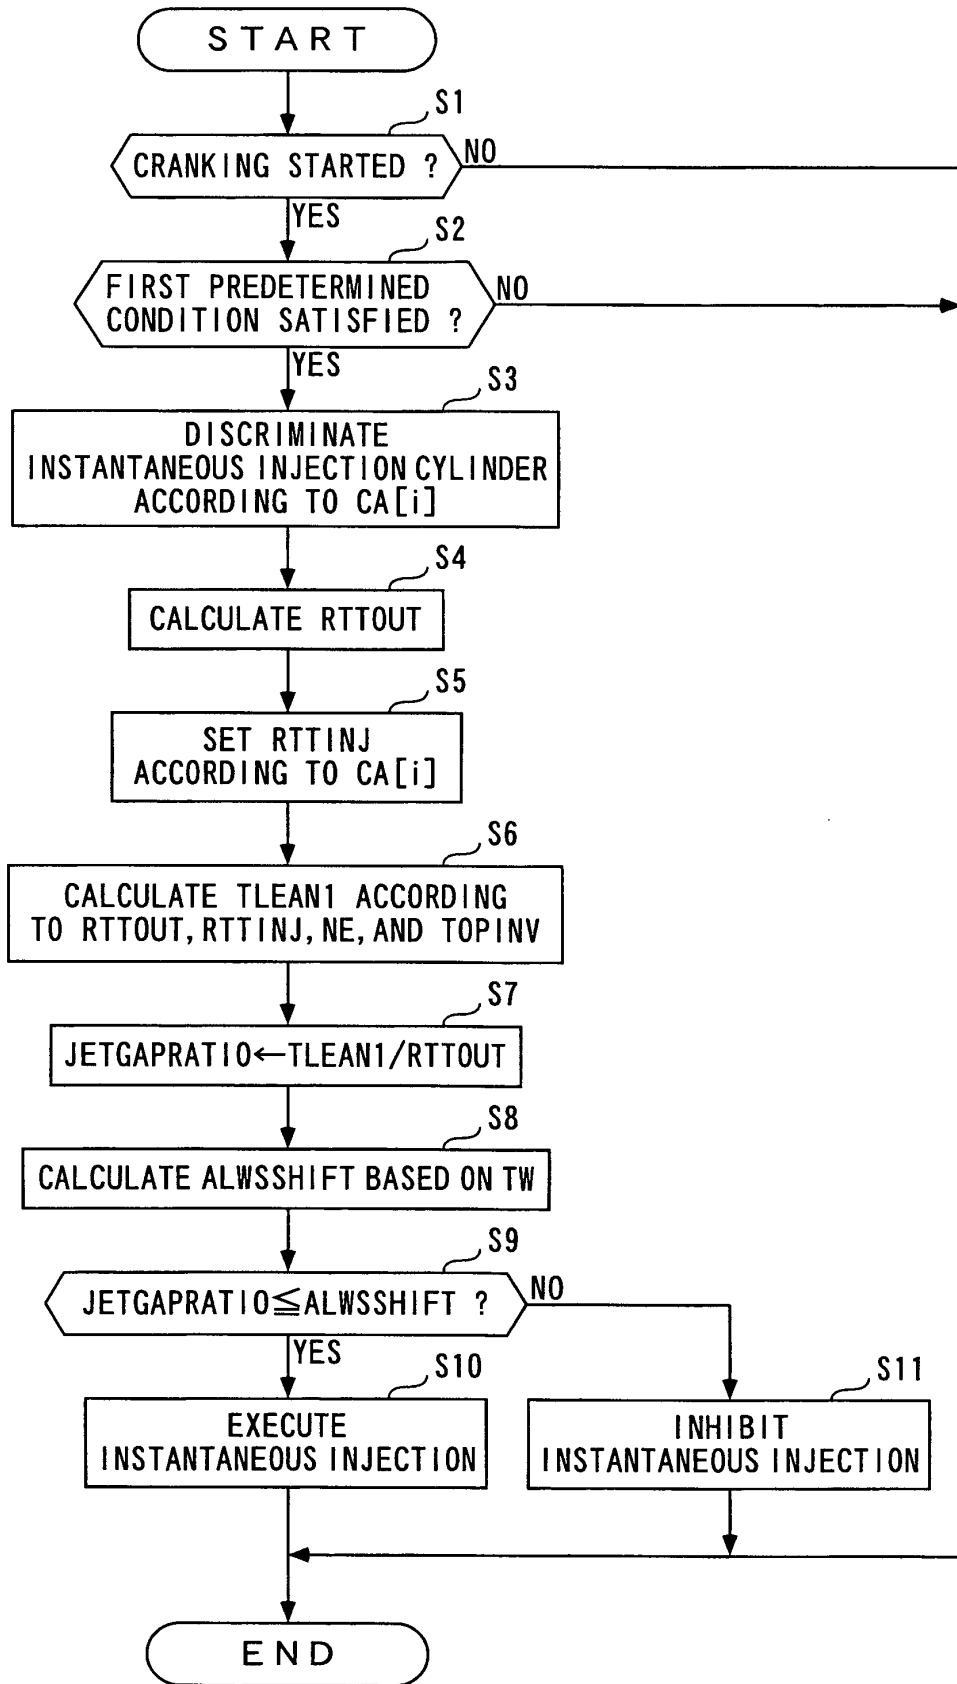 START
S1
CRANKING STARTED ?
NO
YES
S2
FIRST PREDETERMINED
CONDITION SATISFIED ?
NO
YES
S3
DISCRIMINATE
INSTANTANEOUS INJECTION CYLINDER
ACCORDING TO CA[i]
S4
CALCULATE RTTOUT
S5
SET RTTINJ
ACCORDING TO CA[i]
S6
CALCULATE TLEAN1 ACCORDING
TO RTTOUT, RTTINJ, NE, AND TOPINV
S7
JETGAPRATIO←TLEAN1/RTTOUT
S8
CALCULATE ALWSSHIFT BASED ON TW
S9
JETGAPRATIO≦ALWSSHIFT ?
NO
YES
S10
EXECUTE
INSTANTANEOUS INJECTION
S11
INHIBIT
INSTANTANEOUS INJECTION
END